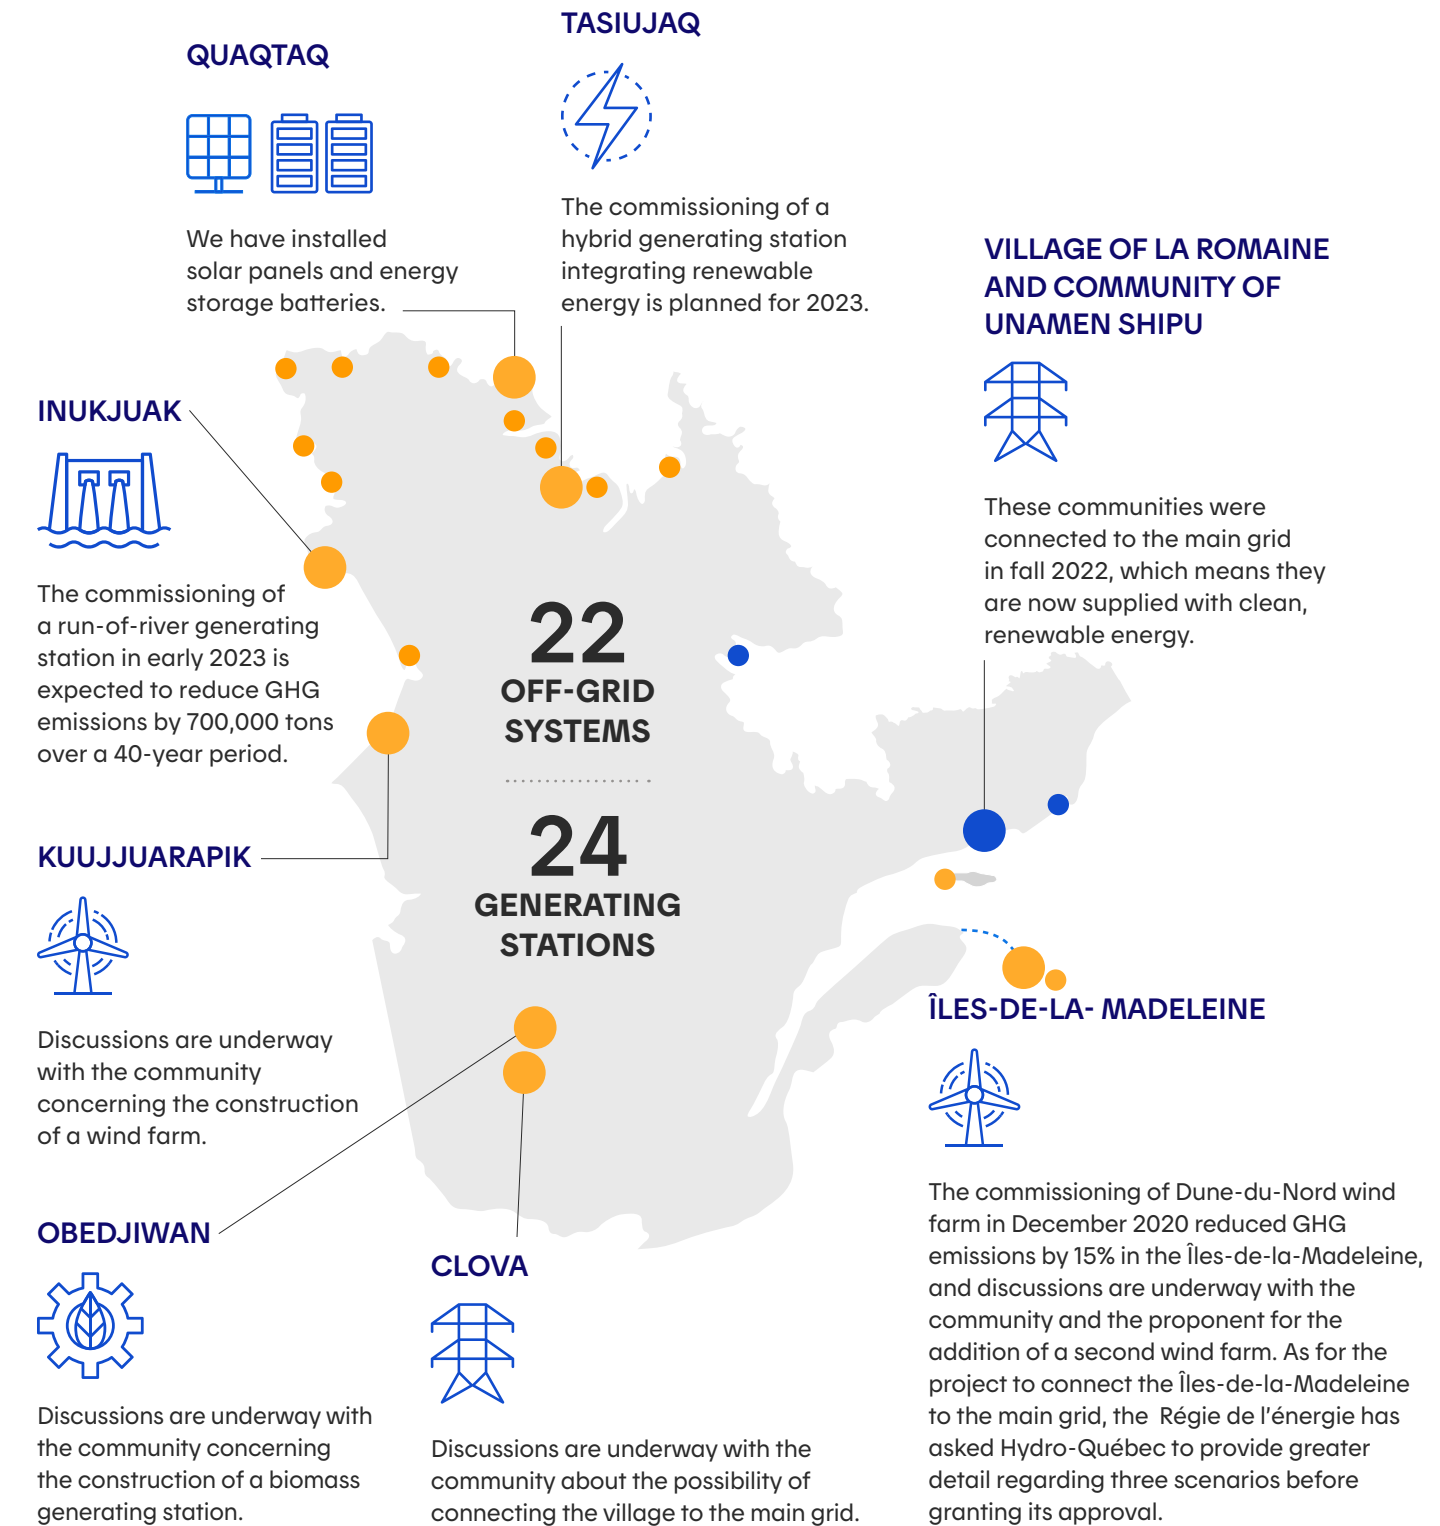 TASIUJAQ
QUAQTAQ
We have installed
solar panels and energy
storage batteries.
The commissioning of a
hybrid generating station
integrating renewable
energy is planned for 2023.
VILLAGE OF LA ROMAINE
AND COMMUNITY OF
UNAMEN SHIPU
These communities were
connected to the main grid
in fall 2022, which means they
are now supplied with clean,
renewable energy.
INUKJUAK
The commissioning of
a run-of-river generating
station in early 2023 is
expected to reduce GHG
emissions by 700,000 tons
over a 40-year period.
22
OFF-GRID
SYSTEMS
24
GENERATING
STATIONS
KUUJJUARAPIK
Discussions are underway
with the community
concerning the construction
of a wind farm.
ÎLES-DE-LA- MADELEINE
The commissioning of Dune-du-Nord wind
farm in December 2020 reduced GHG
emissions by 15% in the Îles-de-la-Madeleine,
and discussions are underway with the
community and the proponent for the
addition of a second wind farm. As for the
project to connect the Îles-de-la-Madeleine
to the main grid, the Régie de l'énergie has
asked Hydro-Québec to provide greater
detail regarding three scenarios before
granting its approval.
OBEDJIWAN
Discussions are underway with
the community concerning
the construction of a biomass
generating station.
CLOVA
Discussions are underway with the
community about the possibility of
connecting the village to the main grid.